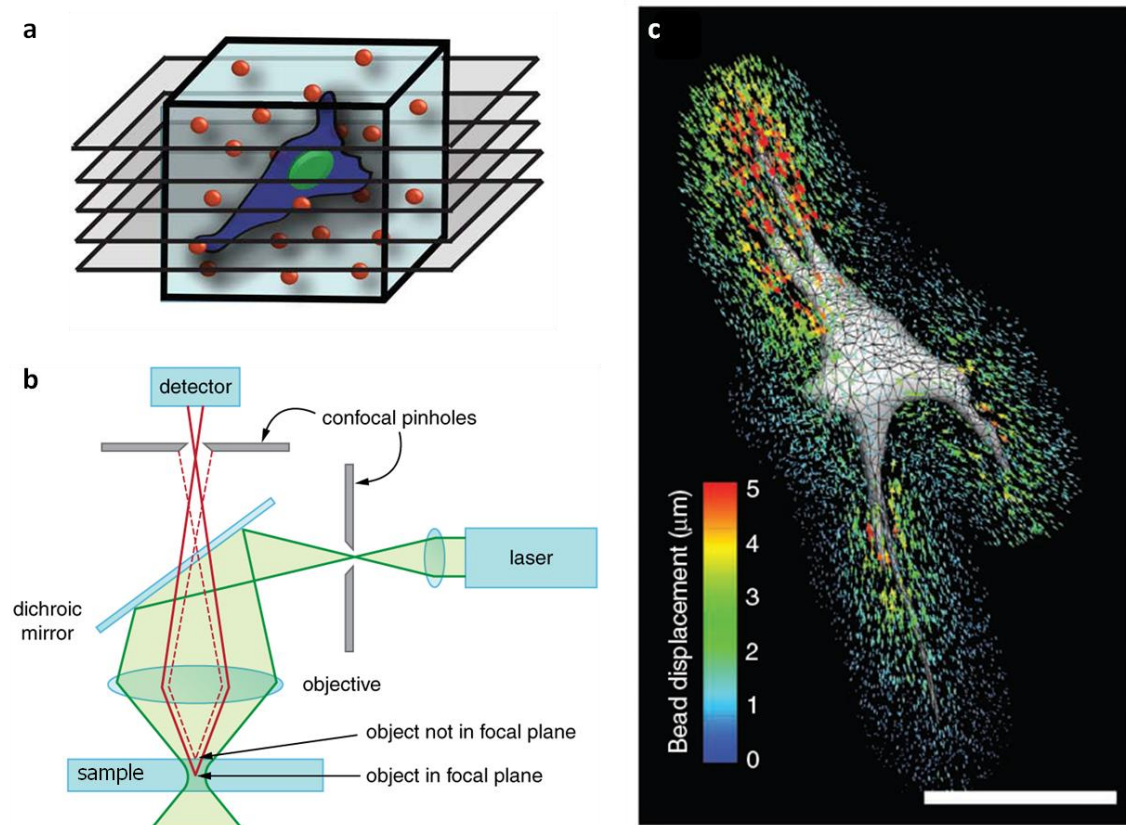 a
b
detector
confocal pinholes
laser
dichroic
mirror
objective
object not in focal plane
sample
object in focal plane
c
Bead displacement (μm)
5
4
3
2
1
0